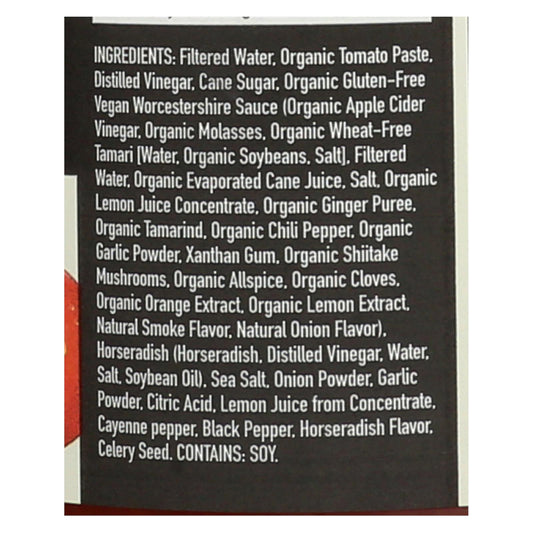 INGREDIENTS: Filtered Water, Organic Tomato Paste,
Distilled Vinegar, Cane Sugar, Organic Gluten-Free
Vegan Worcestershire Sauce (Organic Apple Cider
Vinegar, Organic Molasses, Organic Wheat-Free
Tamari [Water, Organic Soybeans, Salt], Filtered
Water, Organic Evaporated Cane Juice, Salt, Organic
Lemon Juice Concentrate, Organic Ginger Puree,
Organic Tamarind, Organic Chili Pepper, Organic
Garlic Powder, Xanthan Gum, Organic Shiitake
Mushrooms, Organic Allspice, Organic Cloves,
Organic Orange Extract, Organic Lemon Extract,
Natural Smoke Flavor, Natural Onion Flavor),
Horseradish (Horseradish, Distilled Vinegar, Water,
Salt, Soybean Oil), Sea Salt, Onion Powder, Garlic
Powder, Citric Acid, Lemon Juice from Concentrate,
Cayenne pepper, Black Pepper, Horseradish Flavor,
Celery Seed. CONTAINS: SOY.